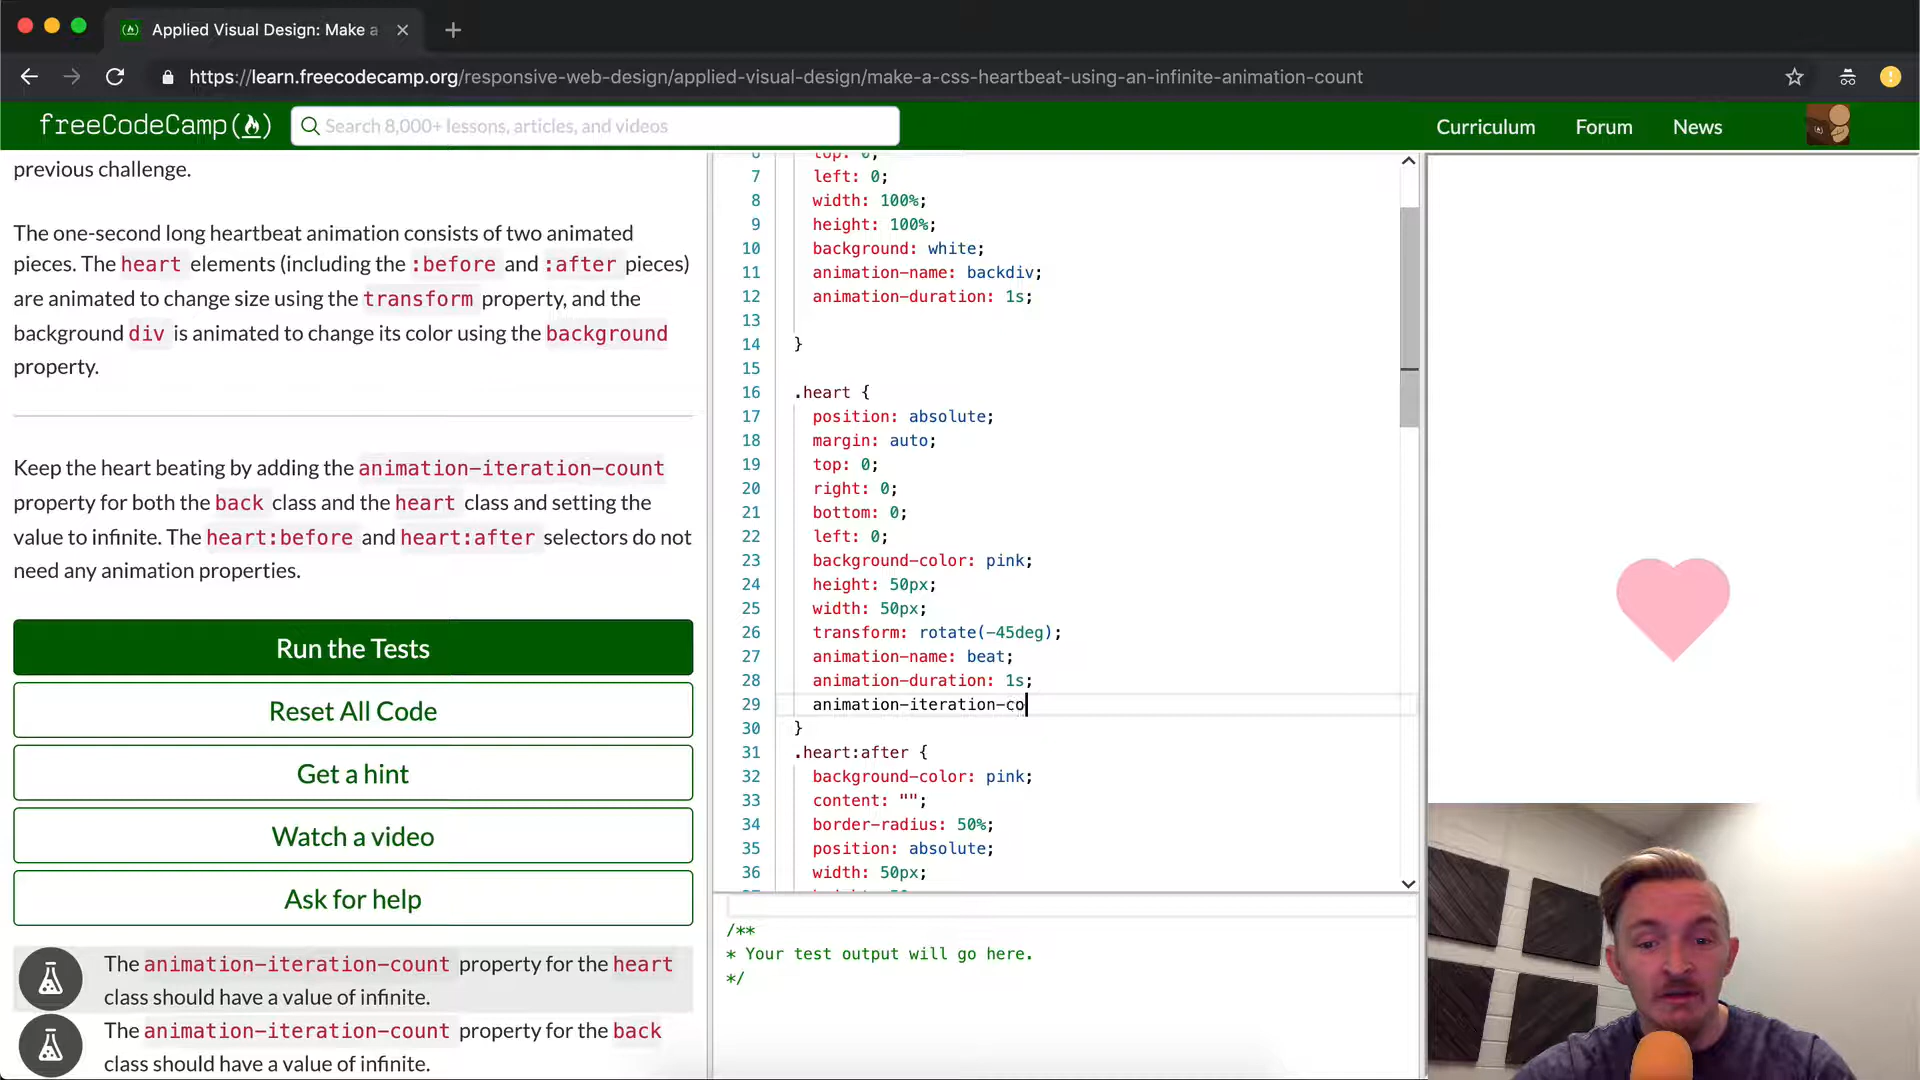 Applied Visual Design: Make a
https://learn.freecodecamp.org/responsive-web-design/applied-visual-design/make-a-css-heartbeat-using-an-infinite-animation-count
freeCodeCamp
Search 8,000+ lessons, articles, and videos
Curriculum
Forum
News
previous challenge.
The one-second long heartbeat animation consists of two animated
pieces. The heart elements (including the :before and :after pieces)
are animated to change size using the transform property, and the
background div is animated to change its color using the background
property.
Keep the heart beating by adding the animation-iteration-count
property for both the back class and the heart class and setting the
value to infinite. The heart:before and heart:after selectors do not
need any animation properties.
Run the Tests
Reset All Code
Get a hint
Watch a video
Ask for help
The animation-iteration-count property for the heart
class should have a value of infinite.
The animation-iteration-count property for the back
class should have a value of infinite.
6 top: 0;
7 left: 0;
8 width: 100%;
9 height: 100%;
10 background: white;
11 animation-name: backdiv;
12 animation-duration: 1s;
13
14 }
15
16 .heart {
17 position: absolute;
18 margin: auto;
19 top: 0;
20 right: 0;
21 bottom: 0;
22 left: 0;
23 background-color: pink;
24 height: 50px;
25 width: 50px;
26 transform: rotate(-45deg);
27 animation-name: beat;
28 animation-duration: 1s;
29 animation-iteration-co
30 }
31 .heart:after {
32 background-color: pink;
33 content: "";
34 border-radius: 50%;
35 position: absolute;
36 width: 50px;
/**
* Your test output will go here.
*/